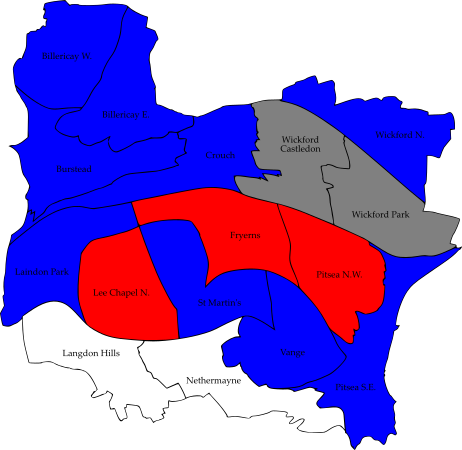 Billericay W.
Billericay E.
Wickford N.
Wickford
Castledon
Crouch
Burstead
Wickford Park
Fryerns
Laindon Park
Pitsea N.W.
Lee Chapel N.
St Martin's
Langdon Hills
Vange
Nethermayne
Pitsea S.E.